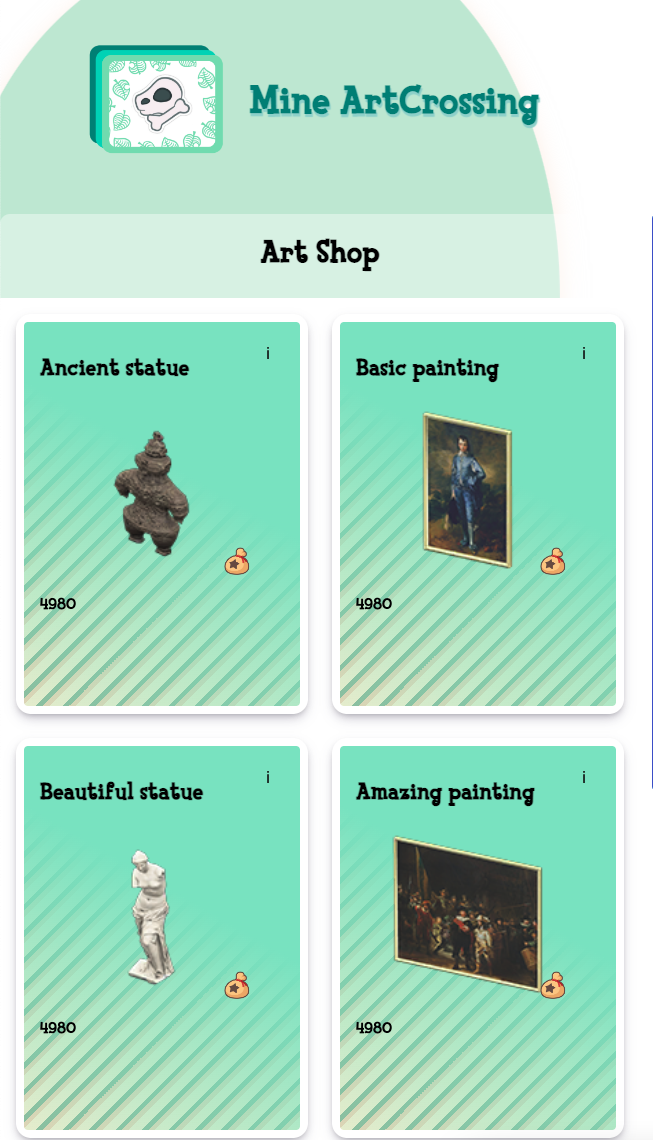 Mine ArtCrossing
Art Shop
i
Ancient statue
4980
i
Basic painting
4980
i
Beautiful statue
4980
i
Amazing painting
4980